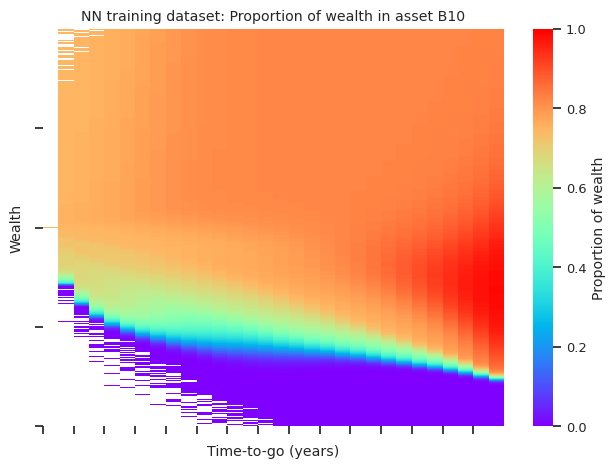 NN training dataset: Proportion of wealth in asset B10
Wealth
Time-to-go (years)
1.0
0.8
0.6
0.4
0.2
0.0
Proportion of wealth